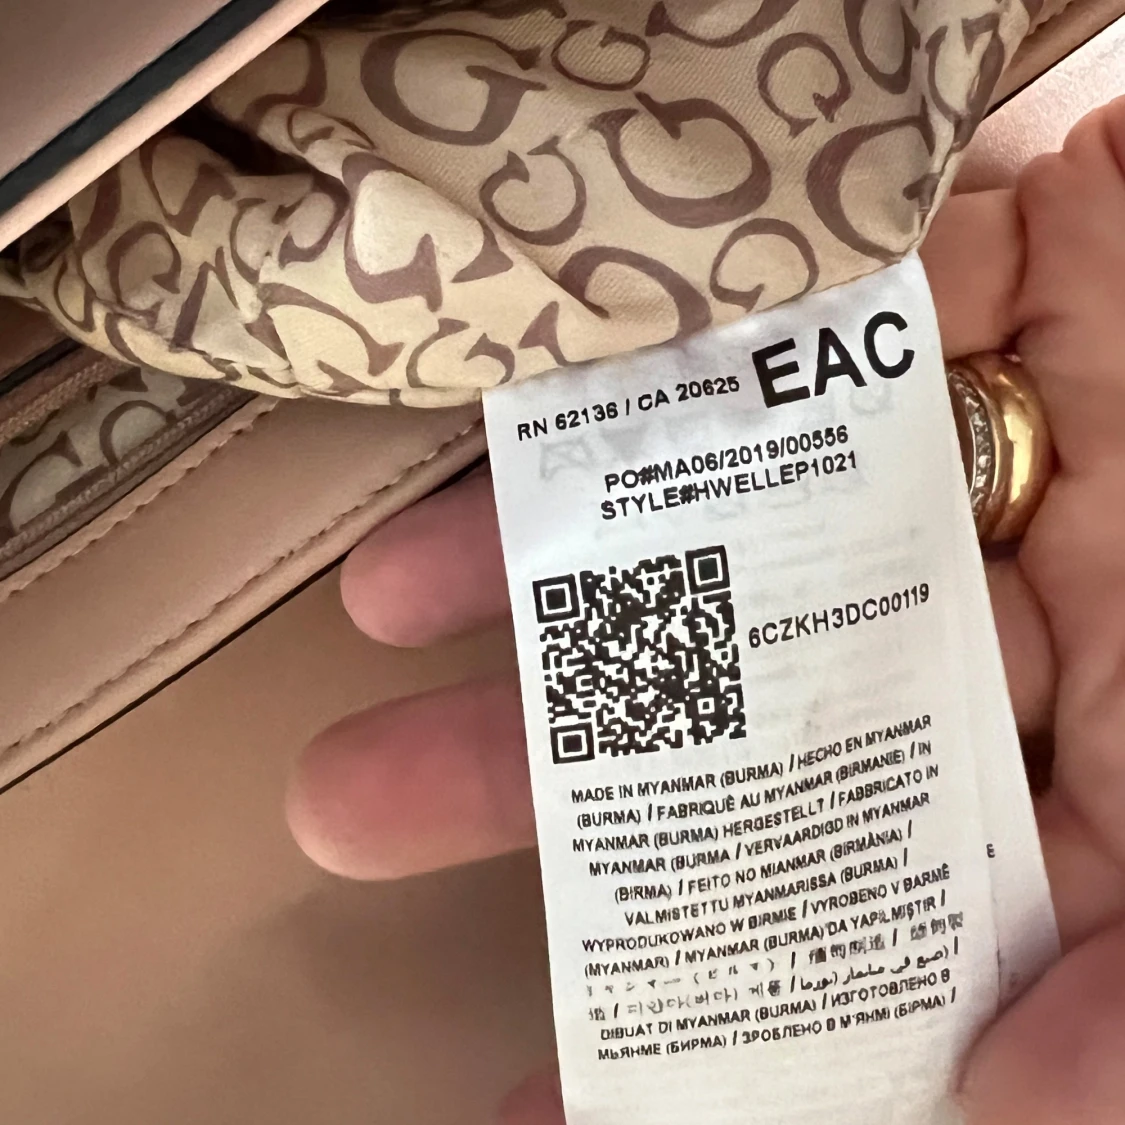 RN 62136 / CA 20625
EAC
PO#MA06/2019/00556
STYLE#HWELLEP1021
6CZKH3DC00119
MADE IN MYANMAR (BURMA) / HECHO EN MYANMAR
(BURMA) / FABRIQUÉ AU MYANMAR (BIRMANIE) / IN
MYANMAR (BURMA) HERGESTELLT / FABBRICATO IN
MYANMAR (BURMA / VERVAARDIGD IN MYANMAR
(BIRMA) / FEITO NO MIANMAR (BIRMÂNIA) /
VALMISTETTU MYANMARISSA (BURMA) /
WYPRODUKOWANO W BIRMIE / VYROBENO V BARMĚ
(MYANMAR) / MYANMAR (BURMA)'DA YAPILMIŞTIR /
DIBUAT DI MYANMAR (BURMA) / ИЗГОТОВЛЕНО В
МЬЯНМЕ (БИРМА) / ЗРОБЛЕНО В М'ЯНМІ (БІРМА) /
E